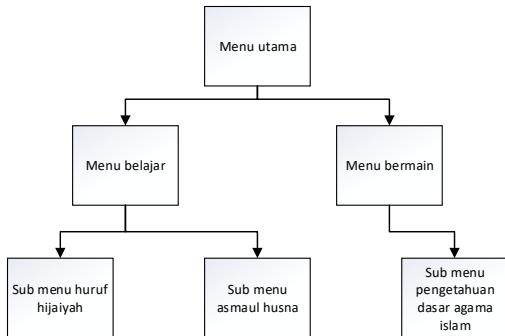 Menu utama
Menu belajar
Menu bermain
Sub menu huruf
hijaiyah
Sub menu
asmaul husna
Sub menu
pengetahuan
dasar agama
islam